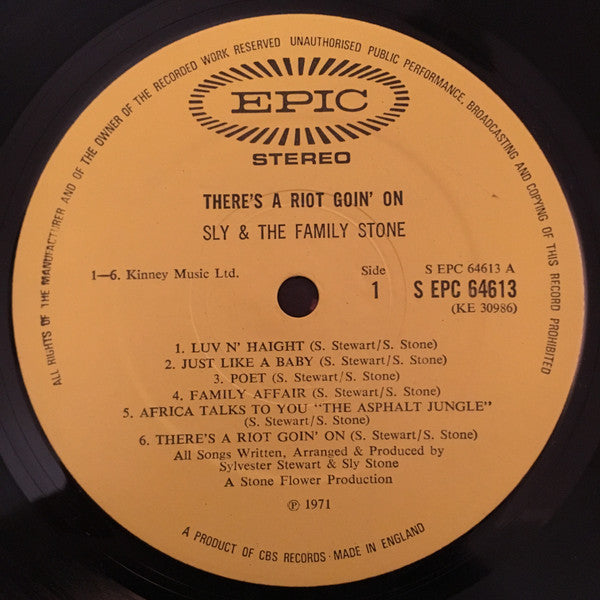 ALL RIGHTS OF THE MANUFACTURER AND OF THE OWNER OF THE RECORDED WORK RESERVED UNAUTHORISED PUBLIC PERFORMANCE, BROADCASTING AND COPYING OF THIS RECORD PROHIBITED
EPIC
STEREO
THERE'S A RIOT GOIN' ON
SLY & THE FAMILY STONE
1—6. Kinney Music Ltd.
Side
1
S EPC 64613 A
S EPC 64613
(KE 30986)
1. LUV N' HAIGHT (S. Stewart/S. Stone)
2. JUST LIKE A BABY (S. Stewart/S. Stone)
3. POET (S. Stewart/S. Stone)
4. FAMILY AFFAIR (S. Stewart/S. Stone)
5. AFRICA TALKS TO YOU "THE ASPHALT JUNGLE"
(S. Stewart/S. Stone)
6. THERE'S A RIOT GOIN' ON (S. Stewart/S. Stone)
All Songs Written, Arranged & Produced by
Sylvester Stewart & Sly Stone
A Stone Flower Production
℗ 1971
A PRODUCT OF CBS RECORDS · MADE IN ENGLAND